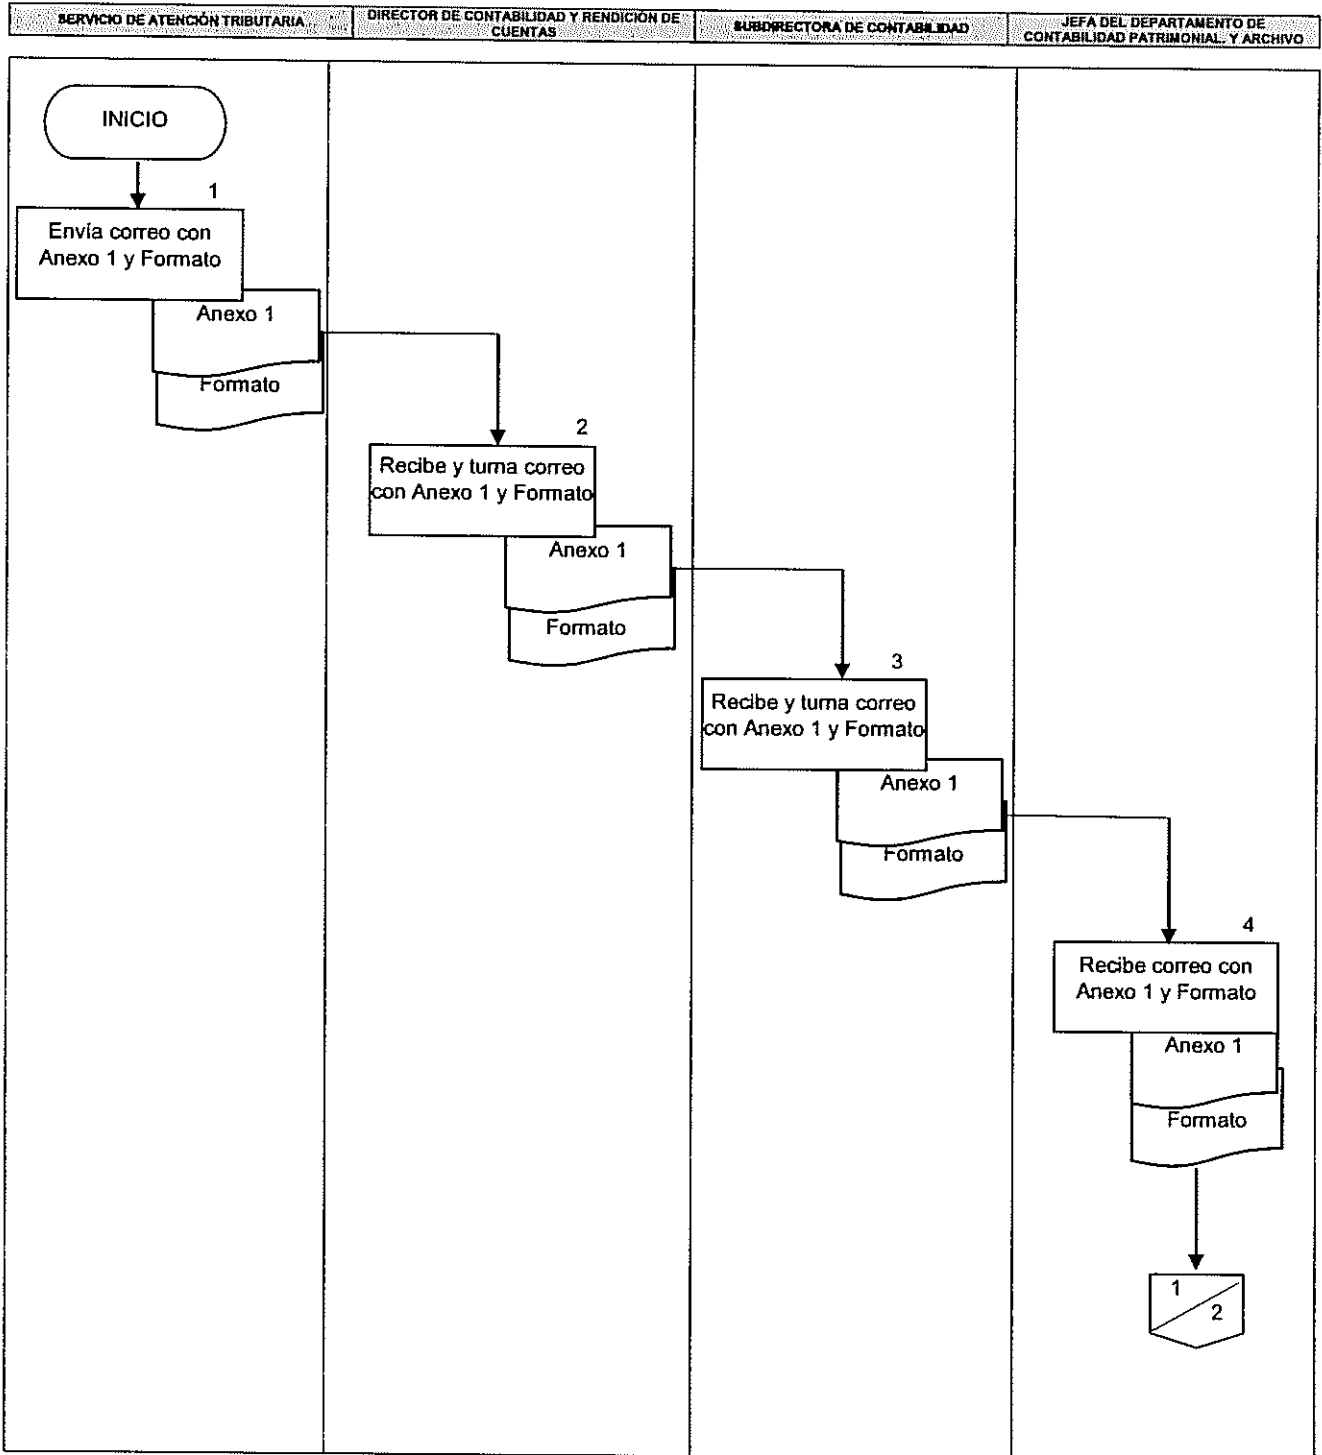 SERVICIO DE ATENCIÓN TRIBUTARIA
DIRECTOR DE CONTABILIDAD Y RENDICIÓN DE
CUENTAS
SUBDIRECTORA DE CONTABILIDAD
JEFA DEL DEPARTAMENTO DE
CONTABILIDAD PATRIMONIAL. Y ARCHIVO
INICIO
1
Envía correo con
Anexo 1 y Formato
Anexo 1
Formato
2
Recibe y turna correo
con Anexo 1 y Formato
Anexo 1
Formato
3
Recibe y turna correo
con Anexo 1 y Formato
Anexo 1
Formato
4
Recibe correo con
Anexo 1 y Formato
Anexo 1
Formato
1
2